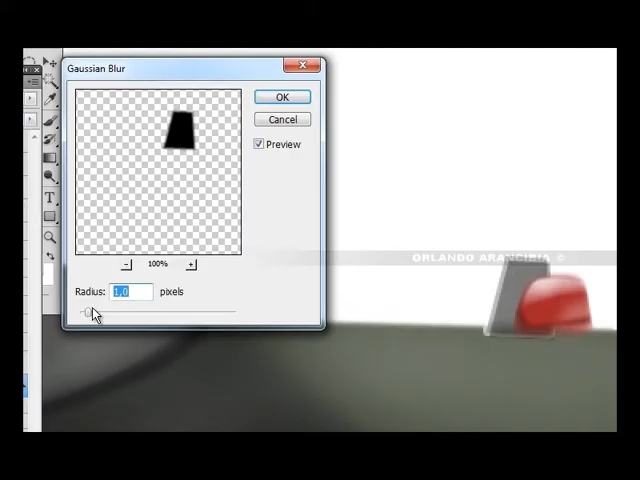 Gaussian Blur
OK
Cancel
Preview
100%
Radius: 1,0 pixels
ORLANDO ARANCIBIA ©